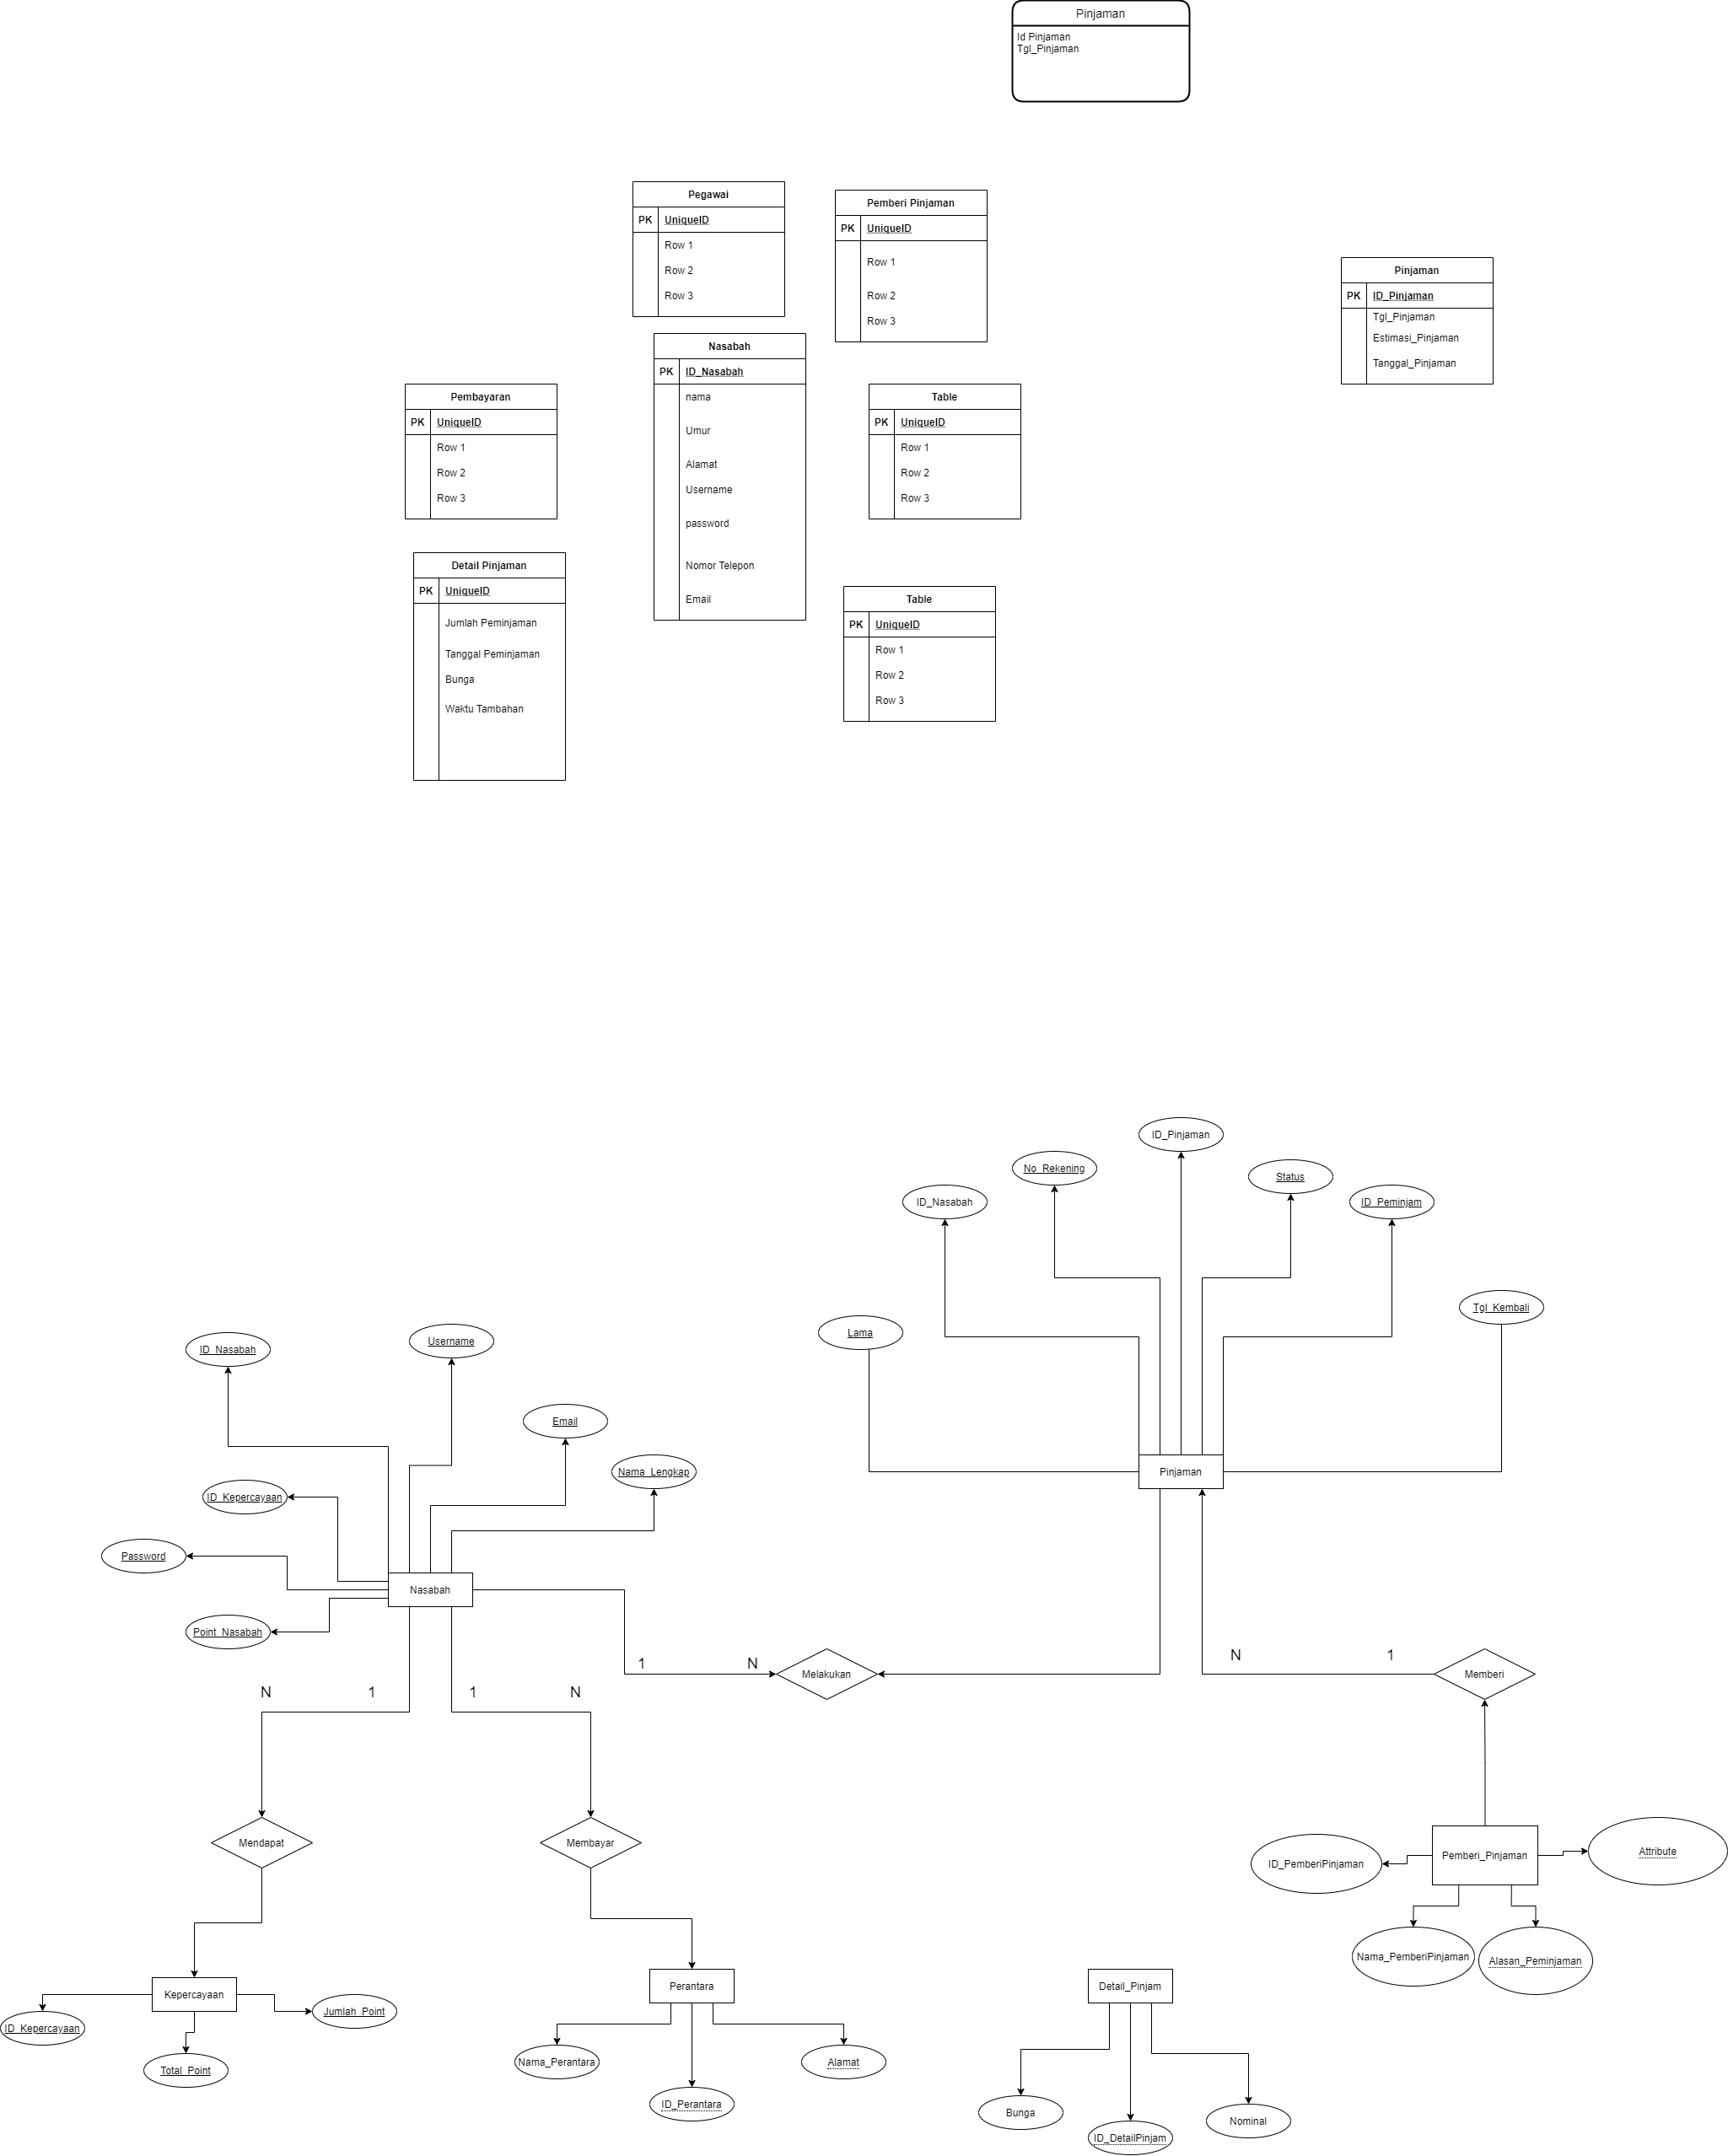 Pinjaman
Id Pinjaman
Tgl_Pinjaman
Pegawai
PK UniqueID
Row 1
Row 2
Row 3
Pemberi Pinjaman
PK UniqueID
Row 1
Row 2
Row 3
Pinjaman
PK ID_Pinjaman
Tgl_Pinjaman
Estimasi_Pinjaman
Tanggal_Pinjaman
Nasabah
PK ID_Nasabah
nama
Umur
Alamat
Username
password
Nomor Telepon
Email
Pembayaran
PK UniqueID
Row 1
Row 2
Row 3
Table
PK UniqueID
Row 1
Row 2
Row 3
Detail Pinjaman
PK UniqueID
Jumlah Peminjaman
Tanggal Peminjaman
Bunga
Waktu Tambahan
Table
PK UniqueID
Row 1
Row 2
Row 3
ID_Pinjaman
No_Rekening
Status
ID_Nasabah
ID_Peminjam
Tgl_Kembali
Lama
Pinjaman
ID_Nasabah
Username
Email
Nama_Lengkap
ID_Kepercayaan
Password
Nasabah
Point_Nasabah
1
N
Melakukan
N
1
Memberi
N
1
1
N
Mendapat
Membayar
Pemberi_Pinjaman
ID_PemberiPinjaman
Attribute
Nama_PemberiPinjaman
Alasan_Peminjaman
Kepercayaan
ID_Kepercayaan
Jumlah_Point
Total_Point
Perantara
Nama_Perantara
Alamat
ID_Perantara
Detail_Pinjam
Bunga
ID_DetailPinjam
Nominal